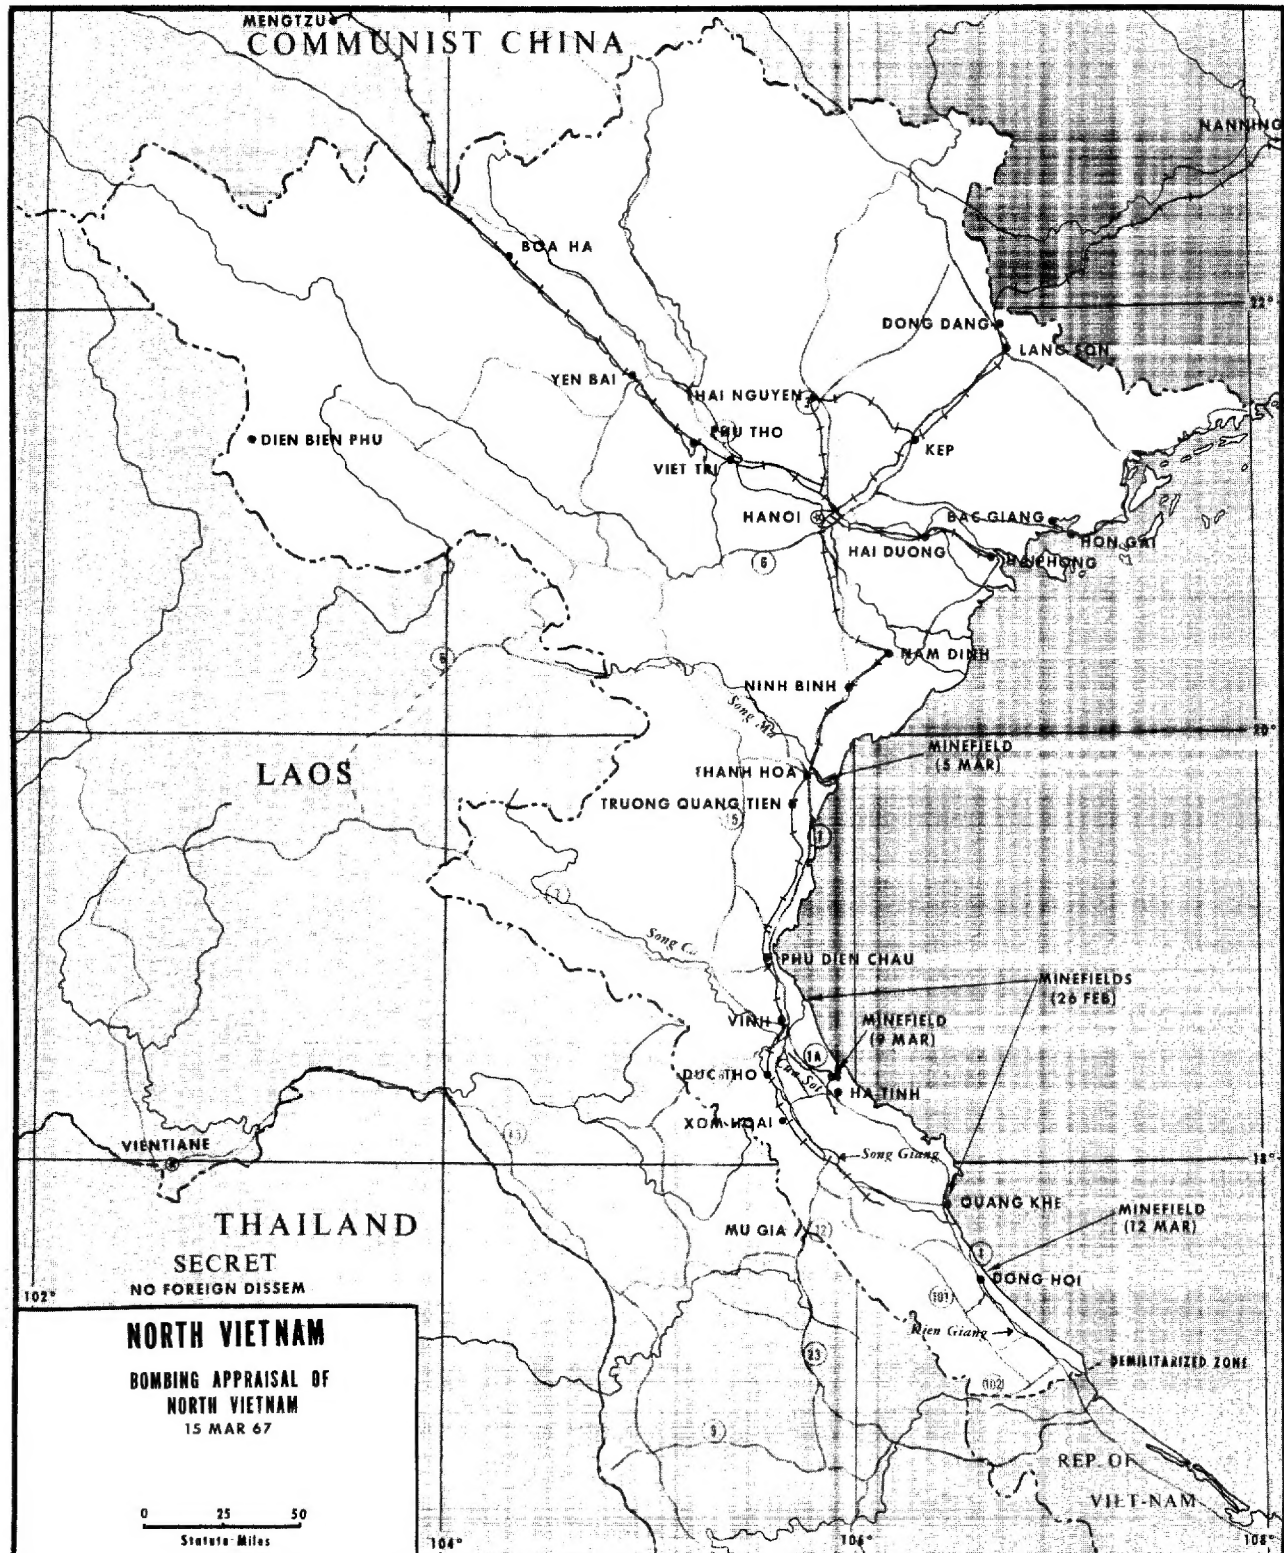 MENGTZU
COMMUNIST CHINA
NANNING
BOA HA
22°
DONG DANG
LANG SON
YEN BAI
THAI NGUYEN
DIEN BIEN PHU
PHU THO
KEP
VIET TRI
HANOI
BAC GIANG
HON GAI
HAI DUONG
HAIPHONG
6
6
NAM DINH
NINH BINH
Song Ma
20°
MINEFIELD
(5 MAR)
LAOS
THANH HOA
TRUONG QUANG TIEN
15
1
7
Song Ca
PHU DIEN CHAU
MINEFIELDS
(26 FEB)
VINH
MINEFIELD
(9 MAR)
1A
DUC THO
HA TINH
XOM HOAI
13
VIENTIANE
Song Giang
18°
QUANG KHE
THAILAND
MU GIA
12
MINEFIELD
(12 MAR)
SECRET
NO FOREIGN DISSEM
1
DONG HOI
102°
101
Kien Giang
NORTH VIETNAM
BOMBING APPRAISAL OF
NORTH VIETNAM
15 MAR 67
23
DEMILITARIZED ZONE
102
9
REP. OF
VIET-NAM
0 25 50
Statute Miles
104°
106°
108°